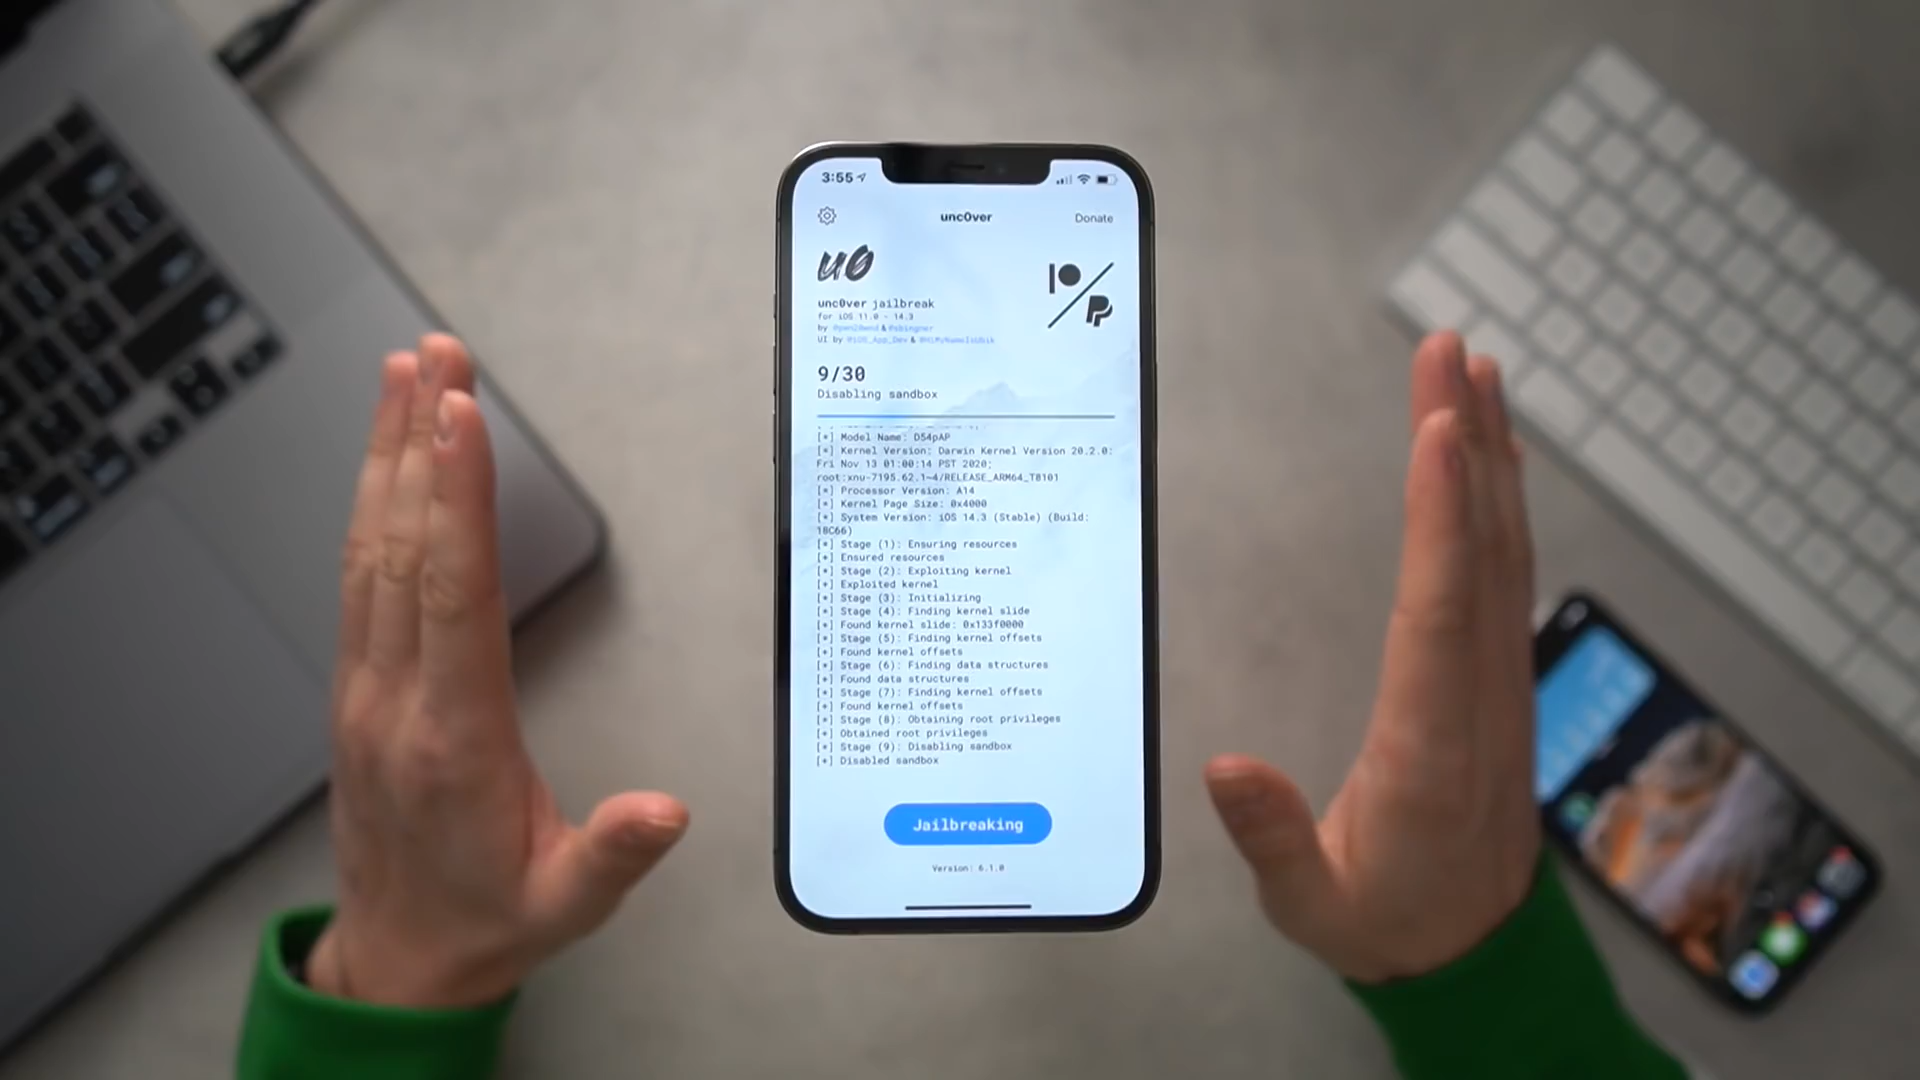 3:55
unc0ver
Donate
u0
unc0ver jailbreak
for iOS 11.0 - 14.3
by @pwn20wnd & @sbingner
UI by @iOS_App_Dev & @HiMyNameIsUbik
9/30
Disabling sandbox
[*] Model Name: D54pAP
[*] Kernel Version: Darwin Kernel Version 20.2.0:
Fri Nov 13 01:00:14 PST 2020;
root:xnu-7195.62.1~4/RELEASE_ARM64_T8101
[*] Processor Version: A14
[*] Kernel Page Size: 0x4000
[*] System Version: iOS 14.3 (Stable) (Build:
18C66)
[*] Stage (1): Ensuring resources
[+] Ensured resources
[*] Stage (2): Exploiting kernel
[+] Exploited kernel
[*] Stage (3): Initializing
[*] Stage (4): Finding kernel slide
[*] Found kernel slide: 0x133f0000
[*] Stage (5): Finding kernel offsets
[+] Found kernel offsets
[*] Stage (6): Finding data structures
[+] Found data structures
[*] Stage (7): Finding kernel offsets
[+] Found kernel offsets
[*] Stage (8): Obtaining root privileges
[+] Obtained root privileges
[*] Stage (9): Disabling sandbox
[+] Disabled sandbox
Jailbreaking
Version: 6.1.0